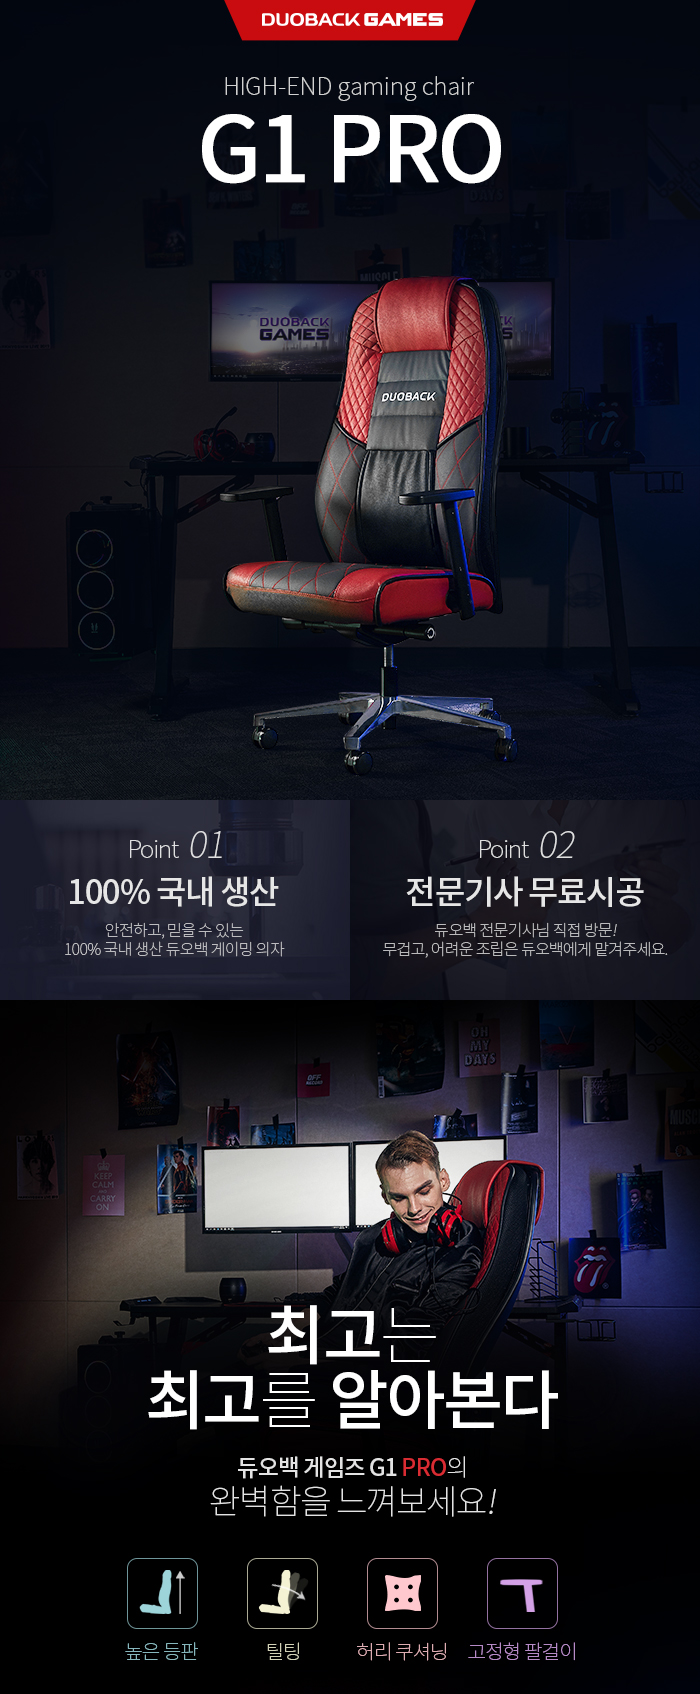 DUOBACK GAMES
HIGH-END gaming chair
G1 PRO
MUSCLE
DUOBACK
GAMES
DUOBACK
Point 01
100% 국내 생산
안전하고, 믿을 수 있는
100% 국내 생산 듀오백 게이밍 의자
Point 02
전문기사 무료시공
듀오백 전문기사님 직접 방문!
무겁고, 어려운 조립은 듀오백에게 맡겨주세요.
OH
MY
DAYS
OFF
KEEP
CALM
AND
CARRY
ON
최고는
최고를 알아본다
듀오백 게임즈 G1 PRO의
완벽함을 느껴보세요!
높은 등판
틸팅
허리 쿠셔닝
고정형 팔걸이